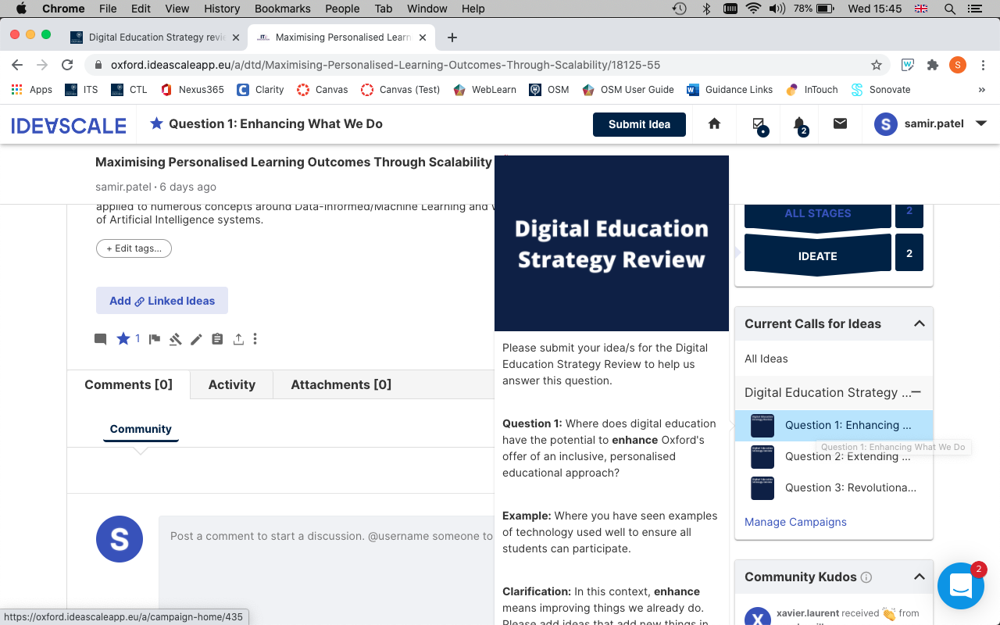 Chrome File Edit View History Bookmarks People Tab Window Help 78% Wed 15:45
Digital Education Strategy revi
Maximising Personalised Learn
oxford.ideascaleapp.eu/a/dtd/Maximising-Personalised-Learning-Outcomes-Through-Scalability/18125-55
S
Apps ITS CTL Nexus365 Clarity Canvas Canvas (Test) WebLearn OSM OSM User Guide Guidance Links InTouch Sonovate »
IDEASCALE
Question 1: Enhancing What We Do
Submit Idea
2
S samir.patel
Maximising Personalised Learning Outcomes Through Scalability
samir.patel · 6 days ago
applied to numerous concepts around Data-Informed/Machine Learning and
of Artificial Intelligence systems.
+ Edit tags...
Add Linked Ideas
1
Comments [0] Activity Attachments [0]
Community
S
Post a comment to start a discussion. @username someone to
https://oxford.ideascaleapp.eu/a/campaign-home/435
Digital Education
Strategy Review
Please submit your idea/s for the Digital
Education Strategy Review to help us
answer this question.
Question 1: Where does digital education
have the potential to enhance Oxford's
offer of an inclusive, personalised
educational approach?
Example: Where you have seen examples
of technology used well to ensure all
students can participate.
Clarification: In this context, enhance
means improving things we already do.
Please add ideas that add new things in
ALL STAGES 2
IDEATE 2
Current Calls for Ideas
All Ideas
Digital Education Strategy ...
Question 1: Enhancing ...
Question 1: Enhancing What We Do
Question 2: Extending ...
Question 3: Revolutiona...
Manage Campaigns
Community Kudos
2
X xavier.laurent received 👏 from